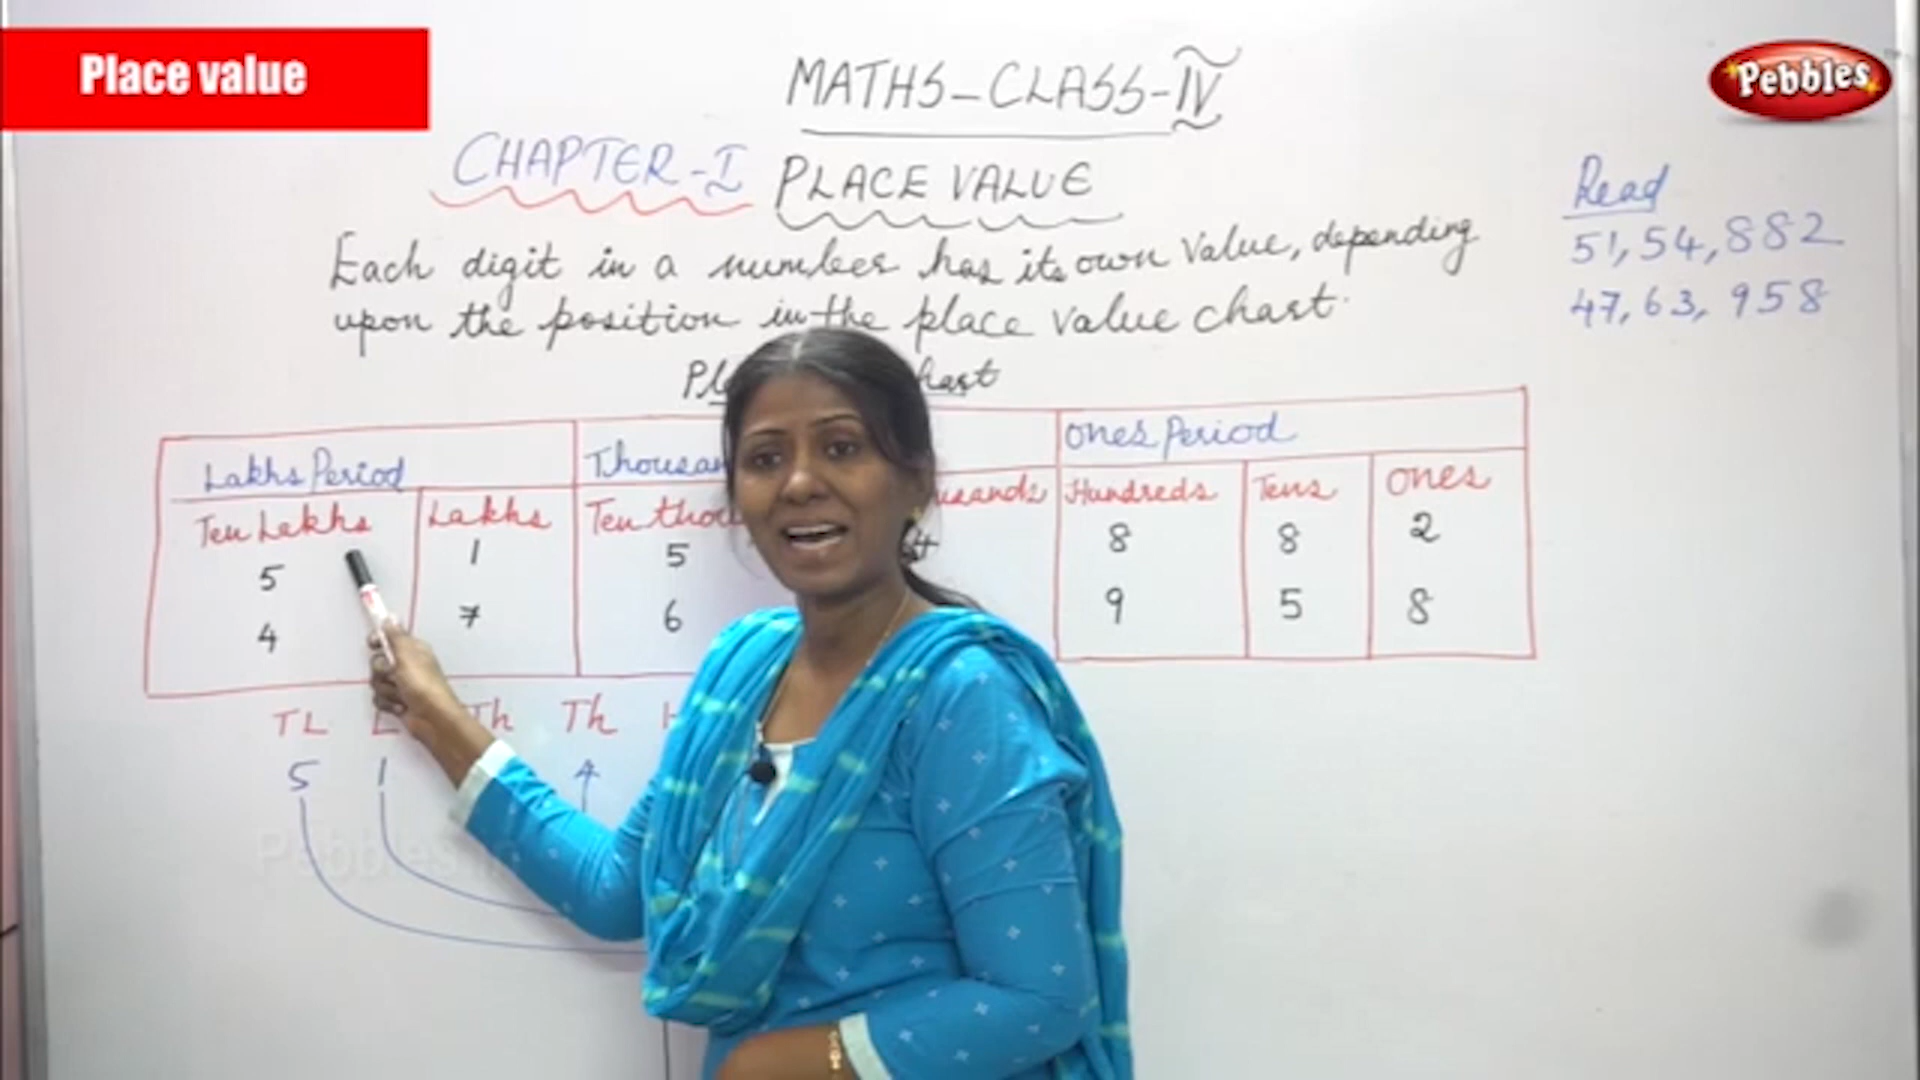 Place value
Pebbles
MATHS-CLASS-IV
CHAPTER-I PLACE VALUE
Each digit in a number has its own Value, depending
upon the position in the place value chart.
Read
51,54,882
47,63,958
Lakhs Period Ones Period
Ten Lakhs Lakhs Hundreds Tens Ones
5 1 5 4 8 8 2
4 7 6 9 5 8
TL L Th Th
5 1 4
Pebbles